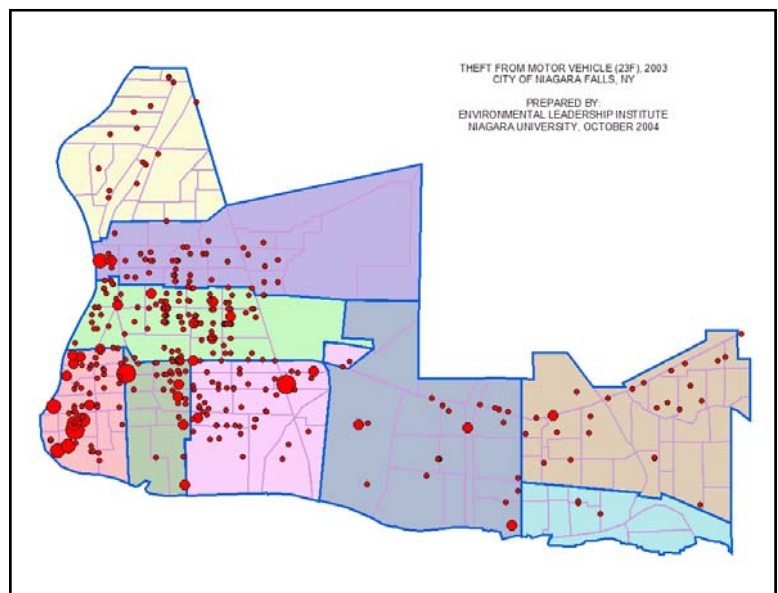 THEFT FROM MOTOR VEHICLE (23F), 2003
CITY OF NIAGARA FALLS, NY
PREPARED BY:
ENVIRONMENTAL LEADERSHIP INSTITUTE
NIAGARA UNIVERSITY, OCTOBER 2004